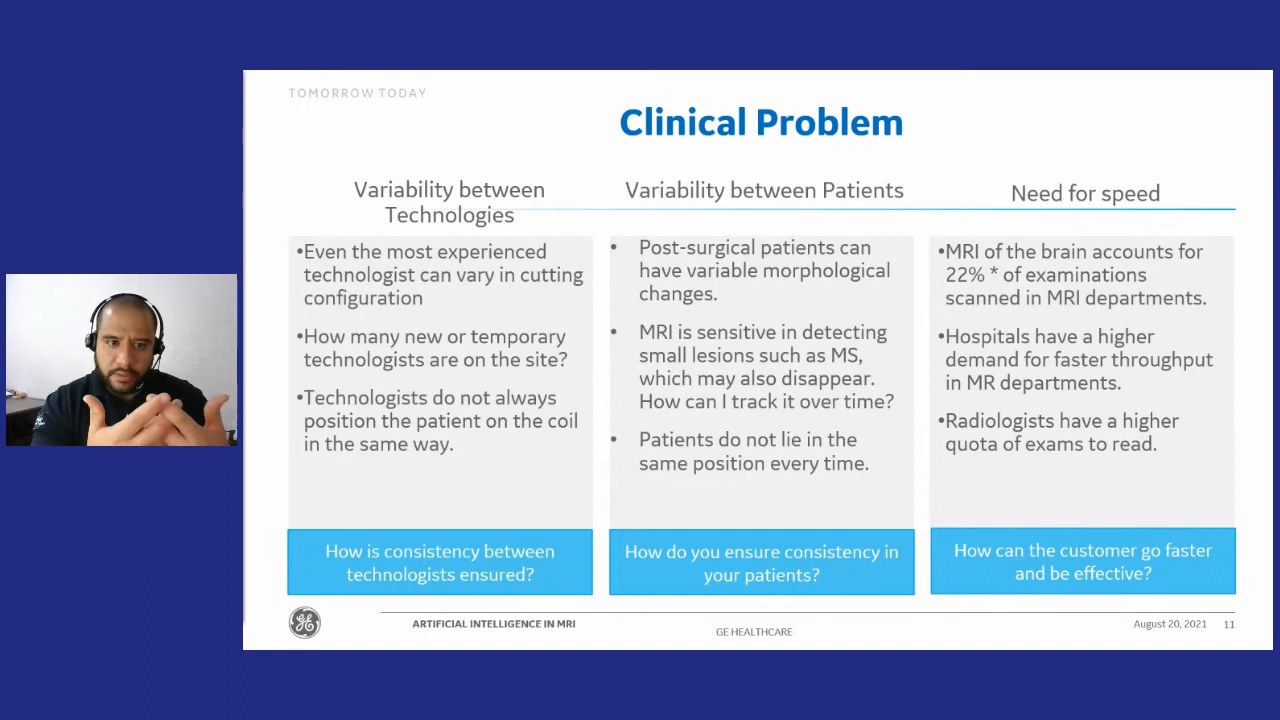 TOMORROW TODAY
Clinical Problem
Variability between
Technologies
•Even the most experienced
technologist can vary in cutting
configuration
•How many new or temporary
technologists are on the site?
•Technologists do not always
position the patient on the coil
in the same way.
How is consistency between
technologists ensured?
Variability between Patients
• Post-surgical patients can
have variable morphological
changes.
• MRI is sensitive in detecting
small lesions such as MS,
which may also disappear.
How can I track it over time?
• Patients do not lie in the
same position every time.
How do you ensure consistency in
your patients?
Need for speed
•MRI of the brain accounts for
22% * of examinations
scanned in MRI departments.
•Hospitals have a higher
demand for faster throughput
in MR departments.
•Radiologists have a higher
quota of exams to read.
How can the customer go faster
and be effective?
GE
ARTIFICIAL INTELLIGENCE IN MRI
GE HEALTHCARE
August 20, 2021 11